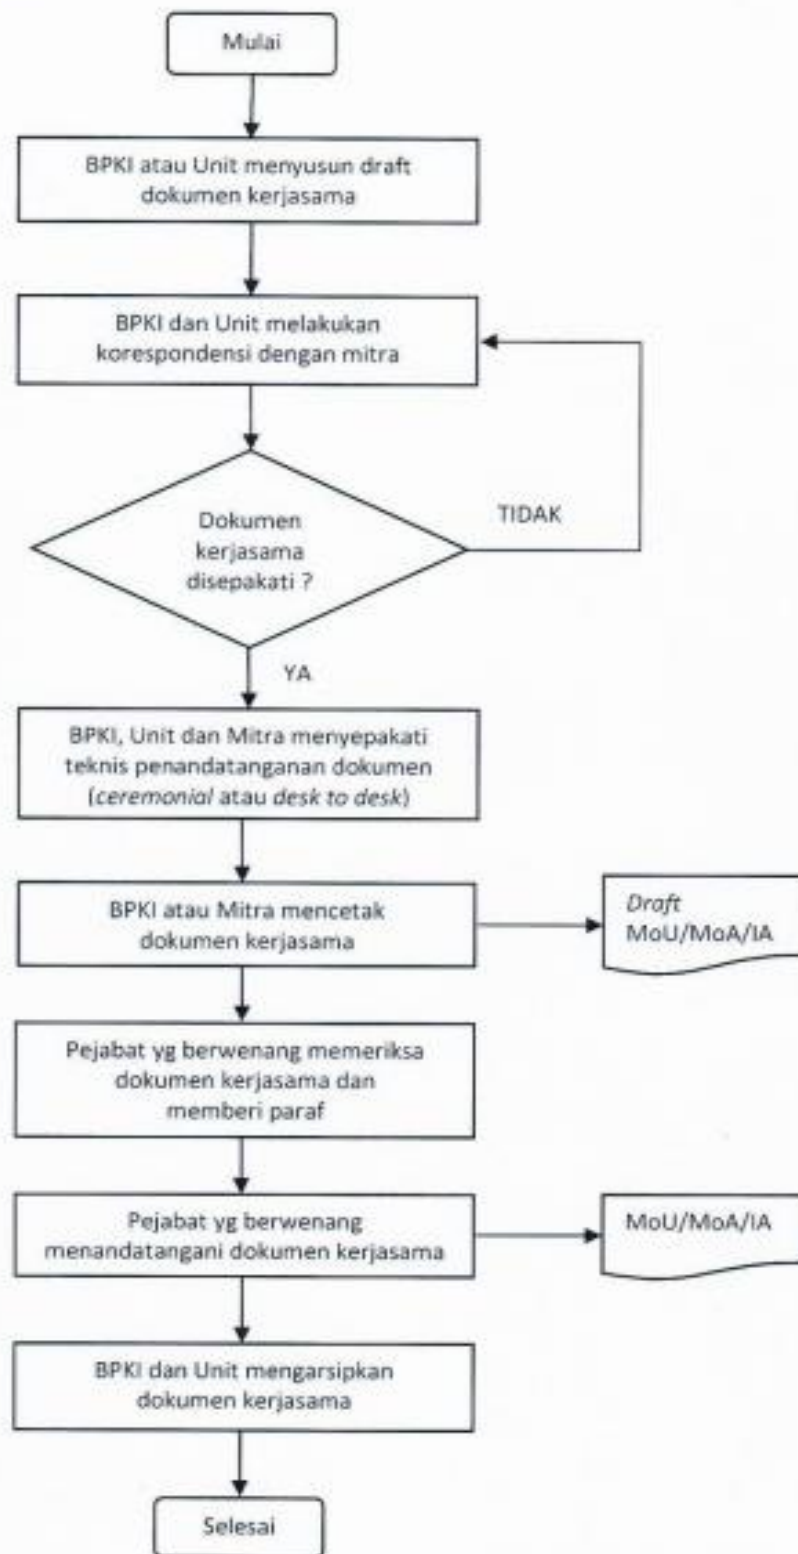 Mulai
BPKI atau Unit menyusun draft
dokumen kerjasama
BPKI dan Unit melakukan
korespondensi dengan mitra
Dokumen
kerjasama
disepakati ?
TIDAK
YA
BPKI, Unit dan Mitra menyepakati
teknis penandatanganan dokumen
(ceremonial atau desk to desk)
BPKI atau Mitra mencetak
dokumen kerjasama
Draft
MoU/MoA/IA
Pejabat yg berwenang memeriksa
dokumen kerjasama dan
memberi paraf
Pejabat yg berwenang
menandatangani dokumen kerjasama
MoU/MoA/IA
BPKI dan Unit mengarsipkan
dokumen kerjasama
Selesai